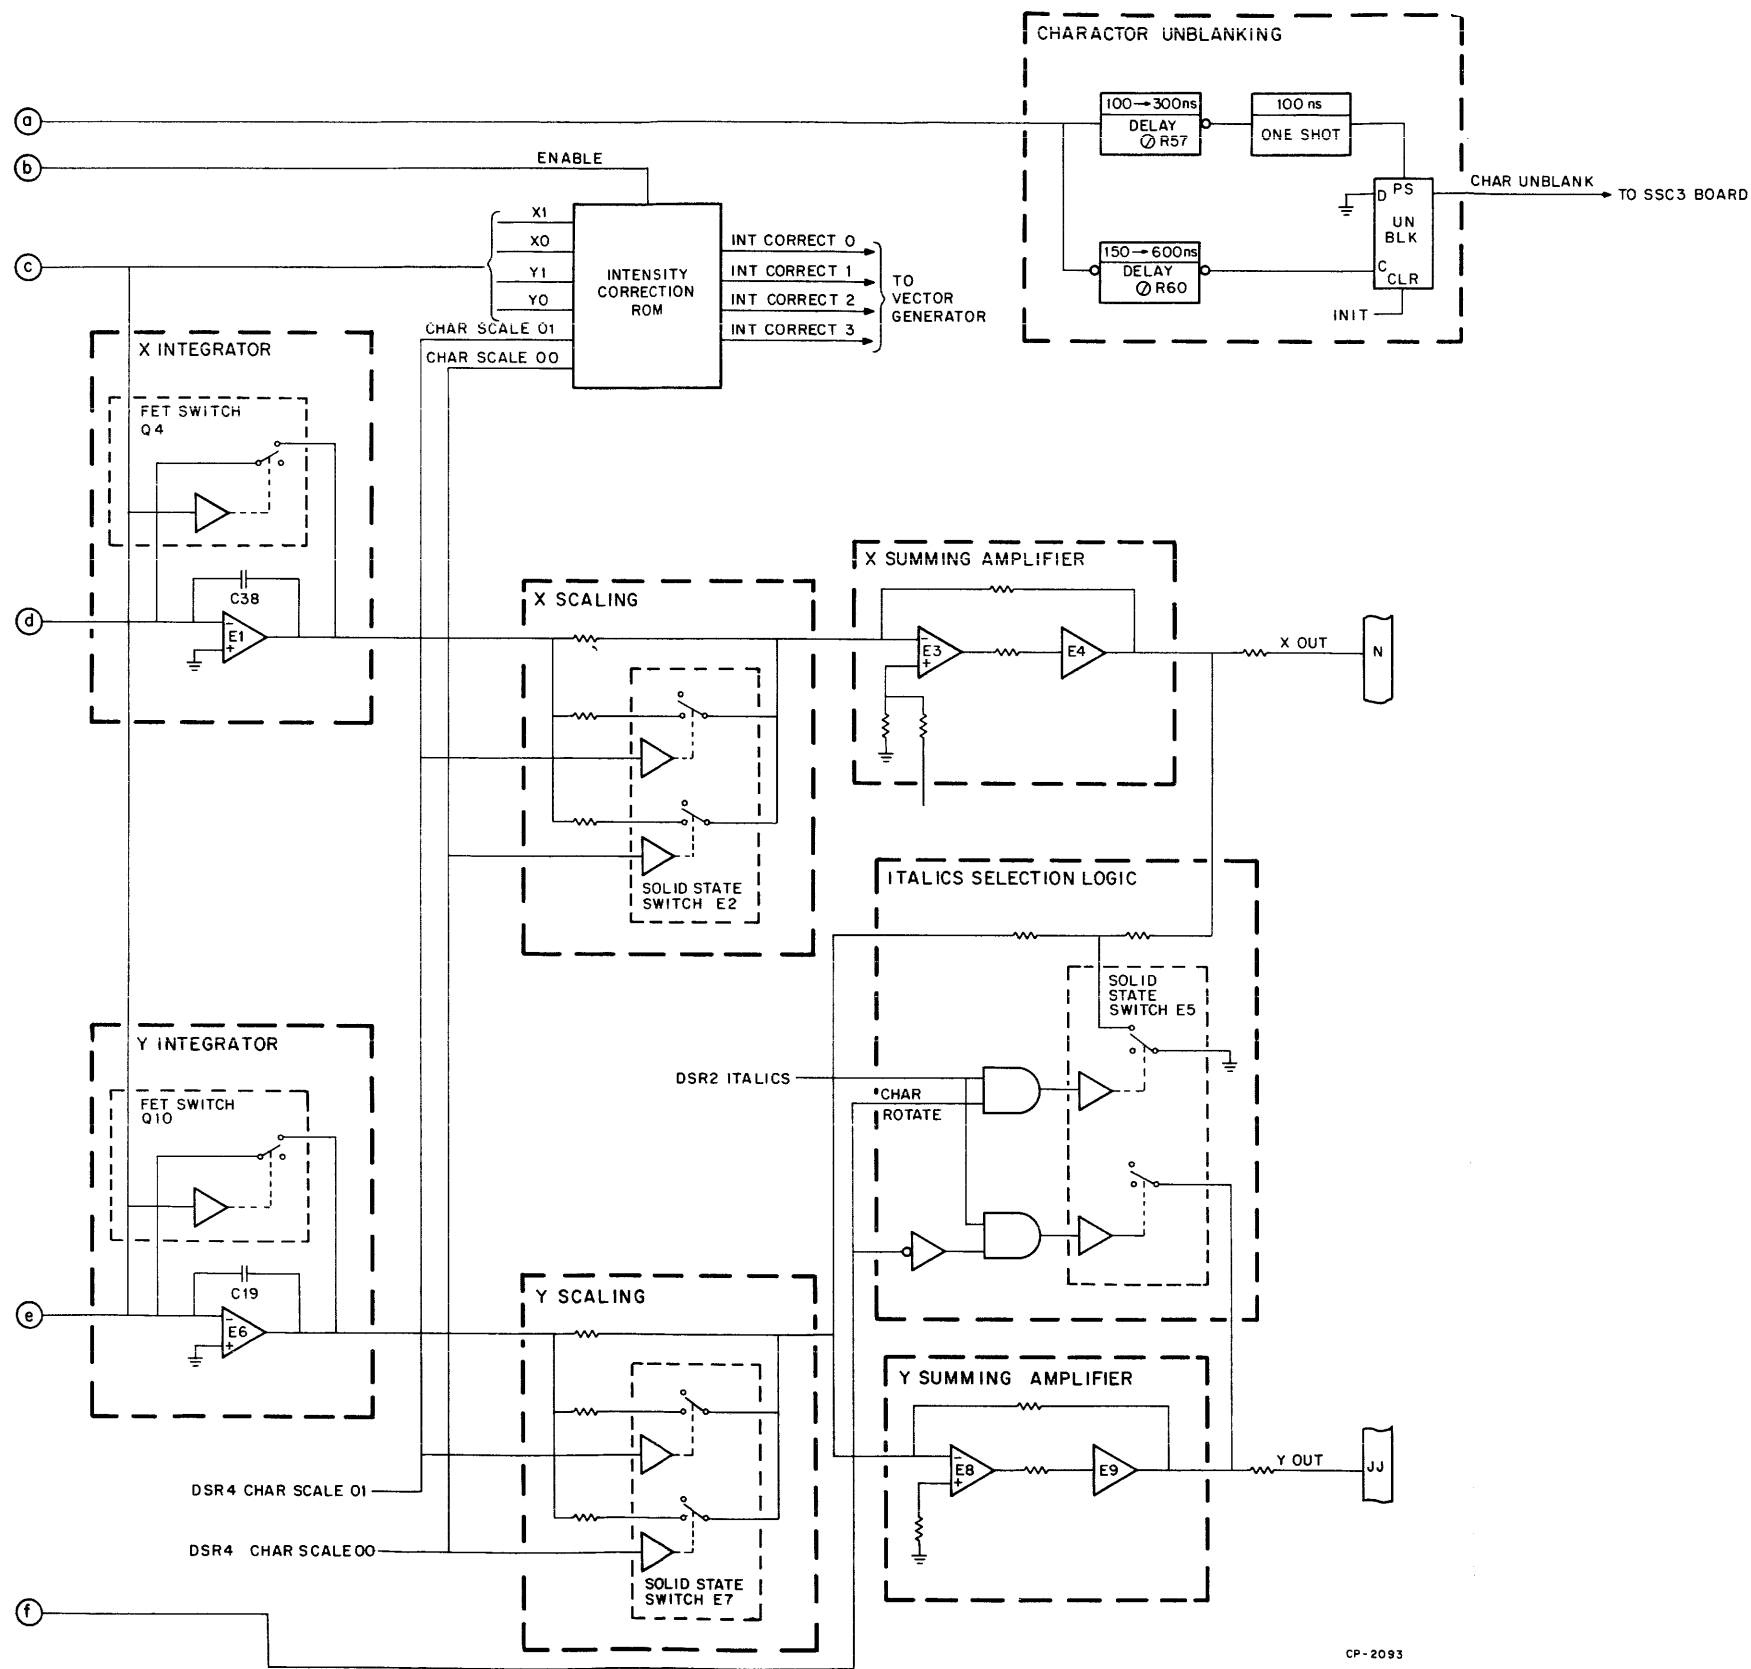 CHARACTOR UNBLANKING
a
100→300ns
DELAY
R57
100 ns
ONE SHOT
b
ENABLE
D
PS
UN
BLK
C
CLR
CHAR UNBLANK
TO SSC3 BOARD
INIT
150→600ns
DELAY
R60
c
X1
X0
Y1
Y0
CHAR SCALE 01
CHAR SCALE 00
INTENSITY
CORRECTION
ROM
INT CORRECT 0
INT CORRECT 1
INT CORRECT 2
INT CORRECT 3
TO
VECTOR
GENERATOR
X INTEGRATOR
FET SWITCH
Q4
C38
d
-
E1
+
X SCALING
SOLID STATE
SWITCH E2
X SUMMING AMPLIFIER
-
E3
+
E4
X OUT
N
ITALICS SELECTION LOGIC
SOLID
STATE
SWITCH E5
DSR2 ITALICS
CHAR
ROTATE
Y INTEGRATOR
FET SWITCH
Q10
C19
e
-
E6
+
Y SCALING
SOLID STATE
SWITCH E7
DSR4 CHAR SCALE 01
DSR4 CHAR SCALE 00
Y SUMMING AMPLIFIER
-
E8
+
E9
Y OUT
JJ
f
CP-2093